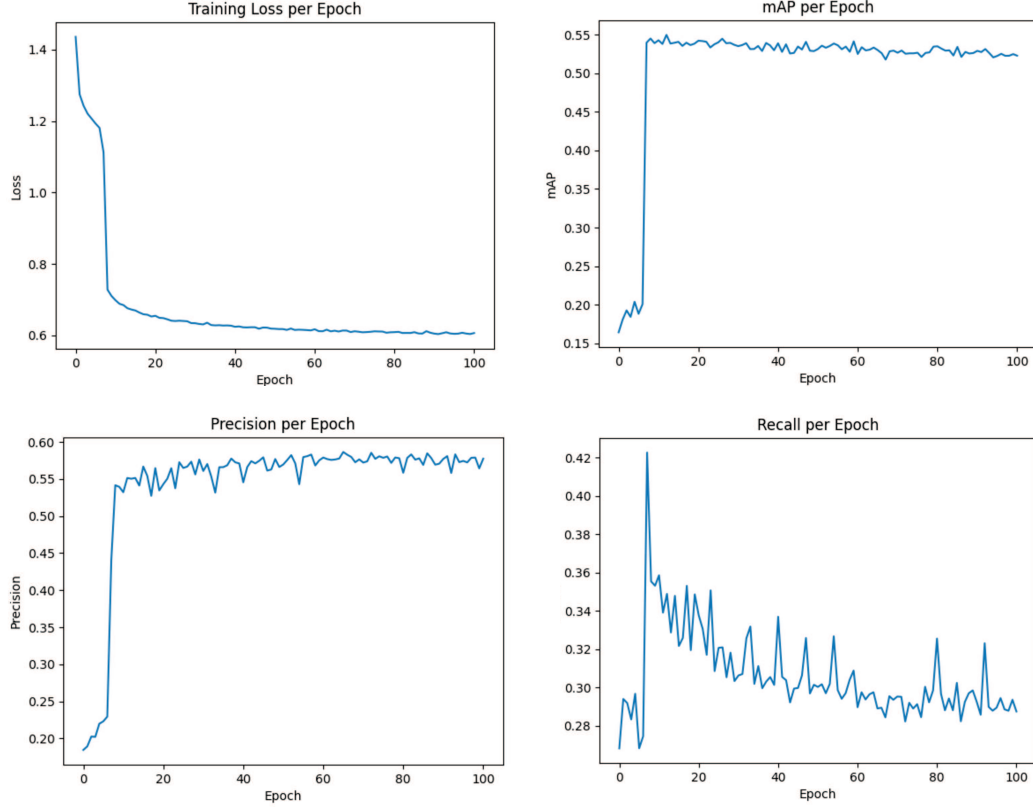 Training Loss per Epoch
1.4
1.2
1.0
0.8
0.6
Loss
0 20 40 60 80 100
Epoch
mAP per Epoch
0.55
0.50
0.45
0.40
0.35
0.30
0.25
0.20
0.15
mAP
0 20 40 60 80 100
Epoch
Precision per Epoch
0.60
0.55
0.50
0.45
0.40
0.35
0.30
0.25
0.20
Precision
0 20 40 60 80 100
Epoch
Recall per Epoch
0.42
0.40
0.38
0.36
0.34
0.32
0.30
0.28
Recall
0 20 40 60 80 100
Epoch